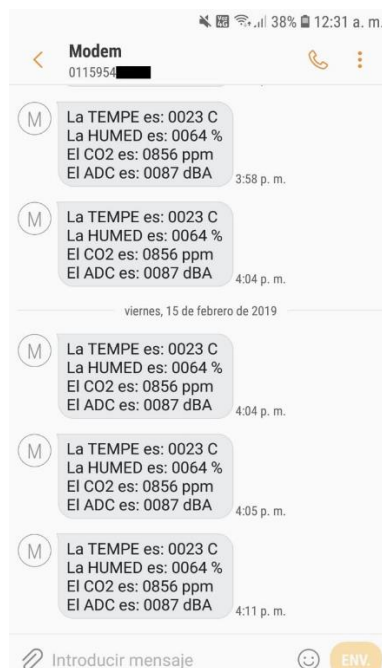 38% 12:31 a. m.
Modem
0115954
M
La TEMPE es: 0023 C
La HUMED es: 0064 %
El CO2 es: 0856 ppm
El ADC es: 0087 dBA
3:58 p. m.
M
La TEMPE es: 0023 C
La HUMED es: 0064 %
El CO2 es: 0856 ppm
El ADC es: 0087 dBA
4:04 p. m.
viernes, 15 de febrero de 2019
M
La TEMPE es: 0023 C
La HUMED es: 0064 %
El CO2 es: 0856 ppm
El ADC es: 0087 dBA
4:04 p. m.
M
La TEMPE es: 0023 C
La HUMED es: 0064 %
El CO2 es: 0856 ppm
El ADC es: 0087 dBA
4:05 p. m.
M
La TEMPE es: 0023 C
La HUMED es: 0064 %
El CO2 es: 0856 ppm
El ADC es: 0087 dBA
4:11 p. m.
Introducir mensaje
ENV.